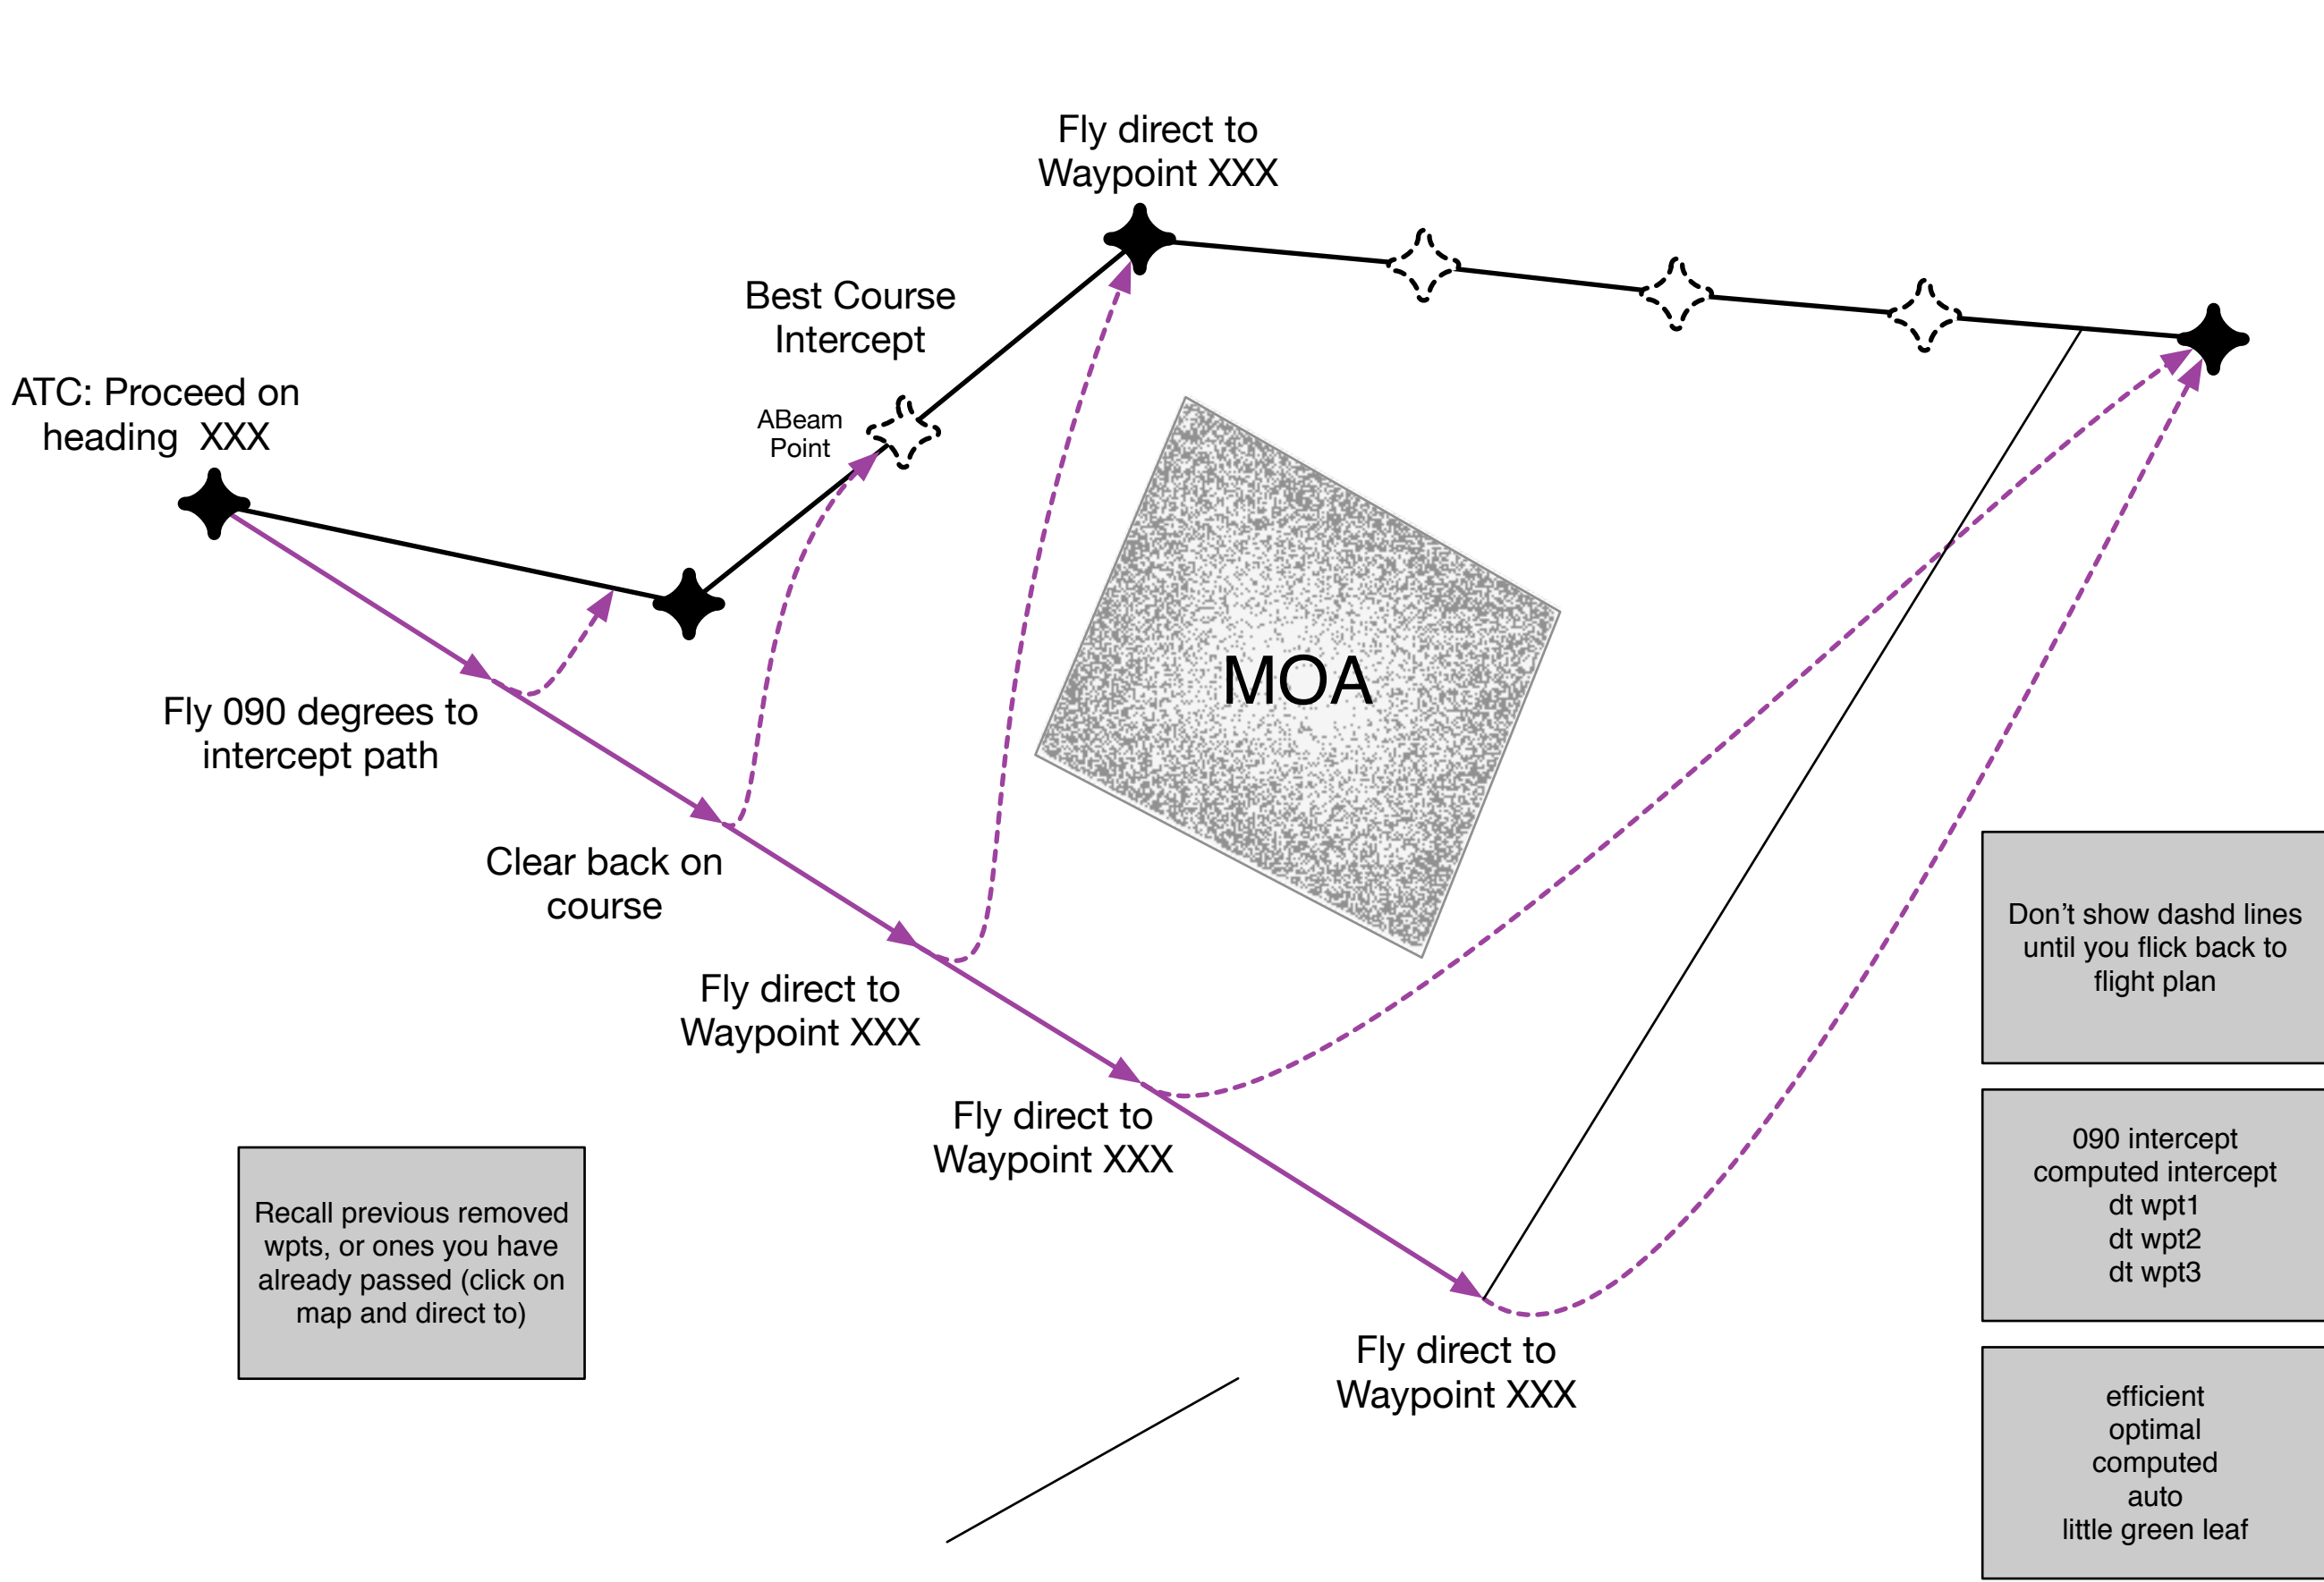 Fly direct to
Waypoint XXX
Best Course
Intercept
ATC: Proceed on
heading XXX
ABeam
Point
MOA
Fly 090 degrees to
intercept path
Clear back on
course
Fly direct to
Waypoint XXX
Fly direct to
Waypoint XXX
Fly direct to
Waypoint XXX
Recall previous removed
wpts, or ones you have
already passed (click on
map and direct to)
Don’t show dashd lines
until you flick back to
flight plan
090 intercept
computed intercept
dt wpt1
dt wpt2
dt wpt3
efficient
optimal
computed
auto
little green leaf